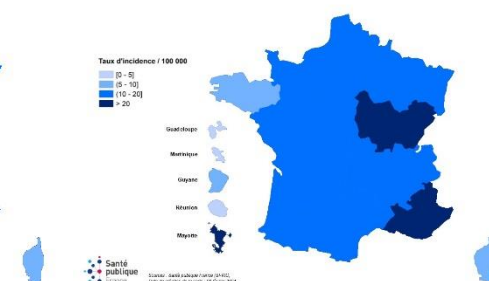 Taux d'incidence / 100 000
[0 - 5]
(5 - 10]
(10 - 20]
> 20
Guadeloupe
Martinique
Guyane
Réunion
Mayotte
Santé
publique